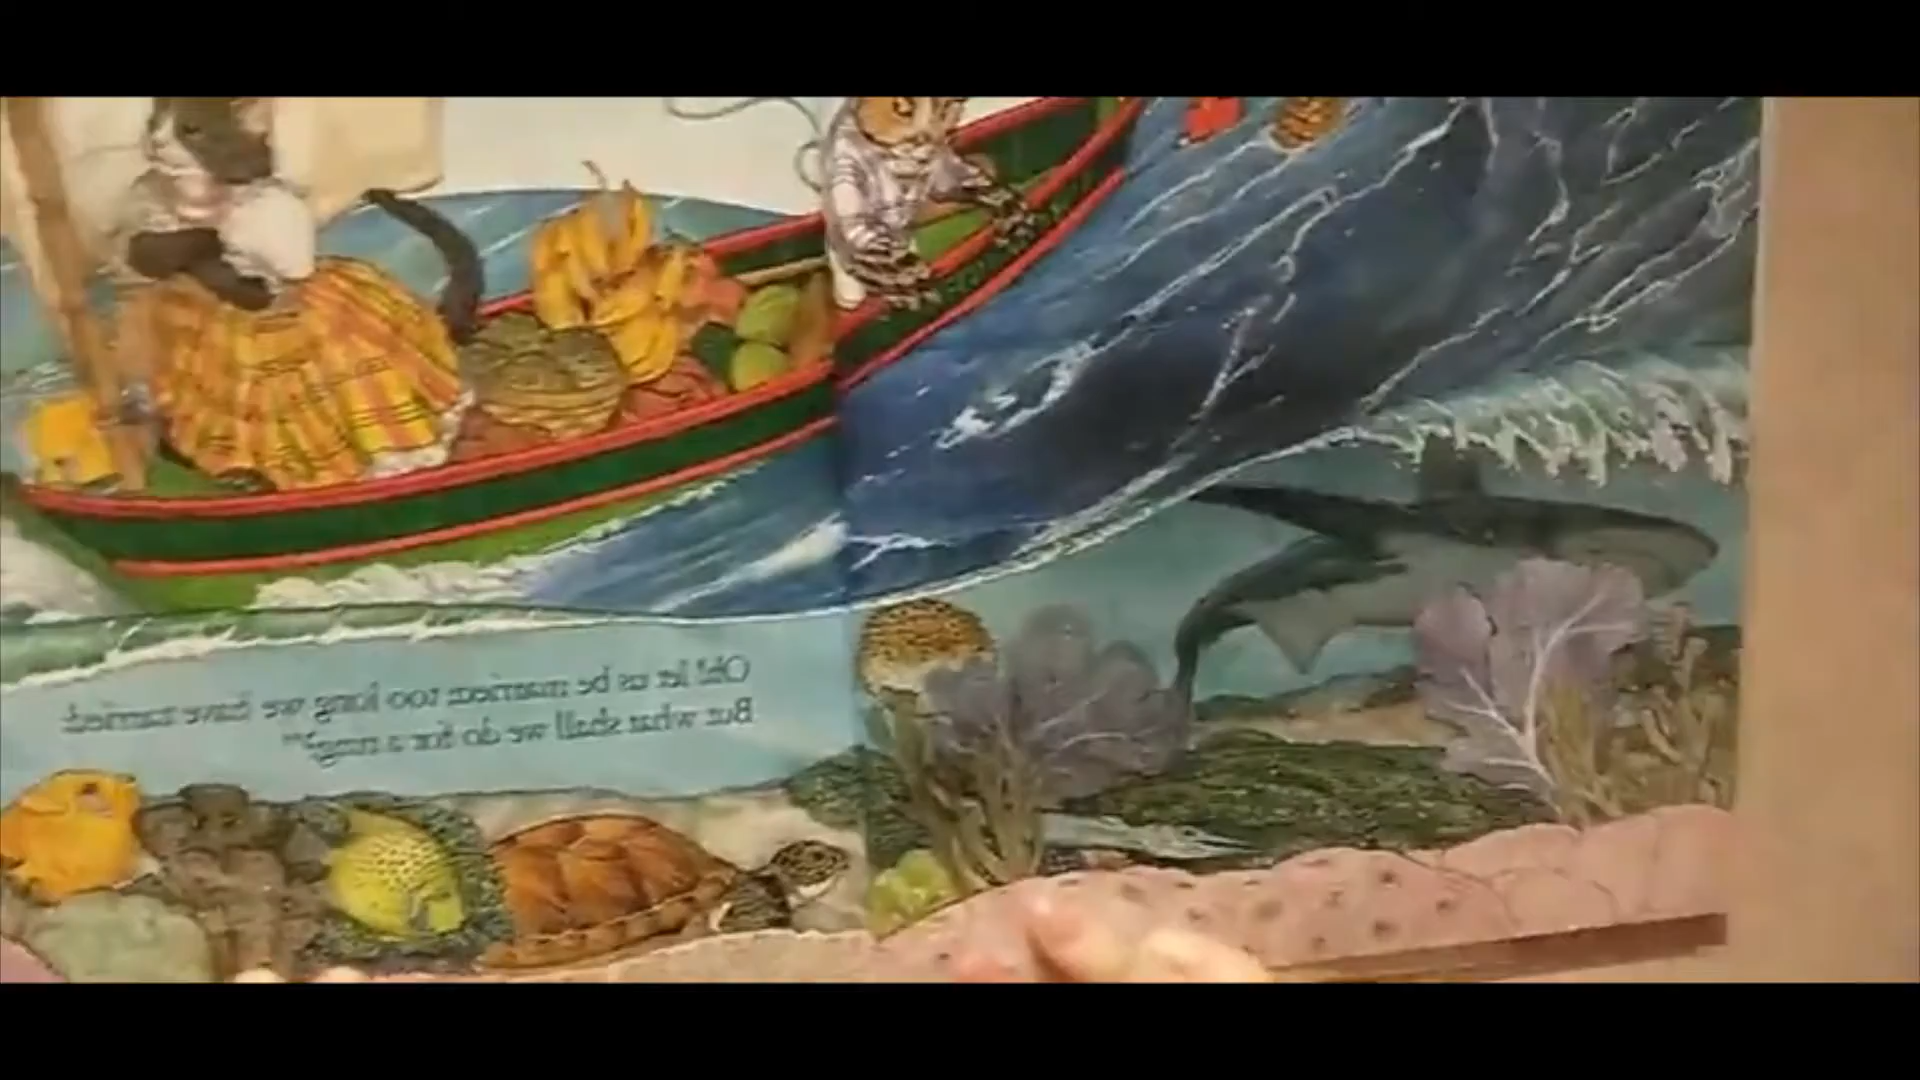 Oh! let us be married; too long we have tarried:
But what shall we do for a ring?"